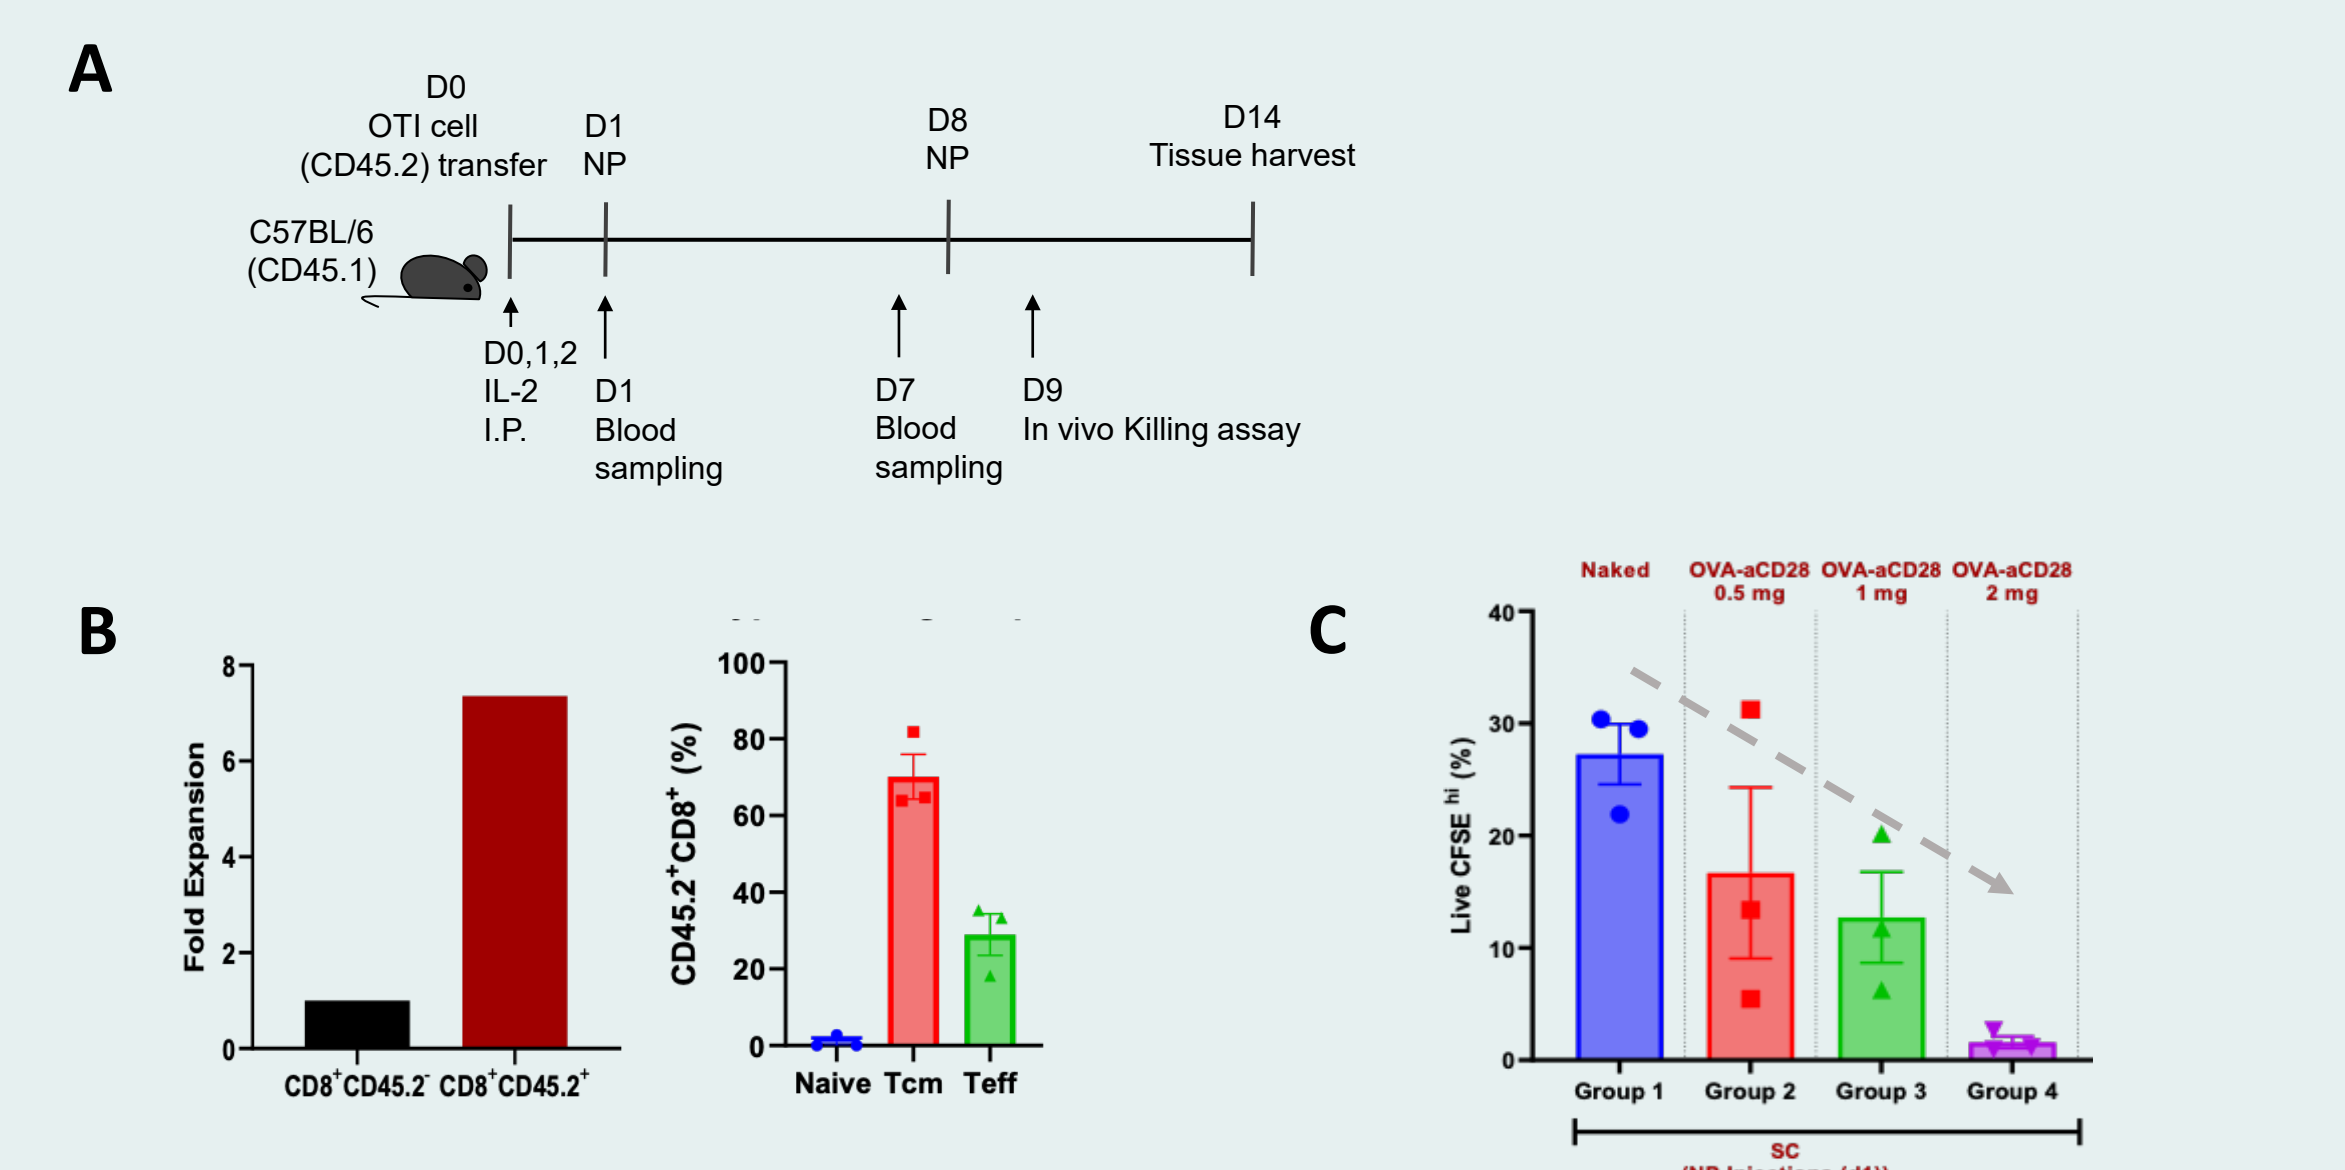 A
D0
OTI cell
(CD45.2) transfer
D1
NP
D8
NP
D14
Tissue harvest
C57BL/6
(CD45.1)
D0,1,2
IL-2
I.P.
D1
Blood
sampling
D7
Blood
sampling
D9
In vivo Killing assay
B
Fold Expansion
8
6
4
2
0
CD8+CD45.2- CD8+CD45.2+
CD45.2+CD8+ (%)
100
80
60
40
20
0
Naive Tcm Teff
C
Naked
OVA-aCD28
0.5 mg
OVA-aCD28
1 mg
OVA-aCD28
2 mg
Live CFSE hi (%)
40
30
20
10
0
Group 1 Group 2 Group 3 Group 4
SC